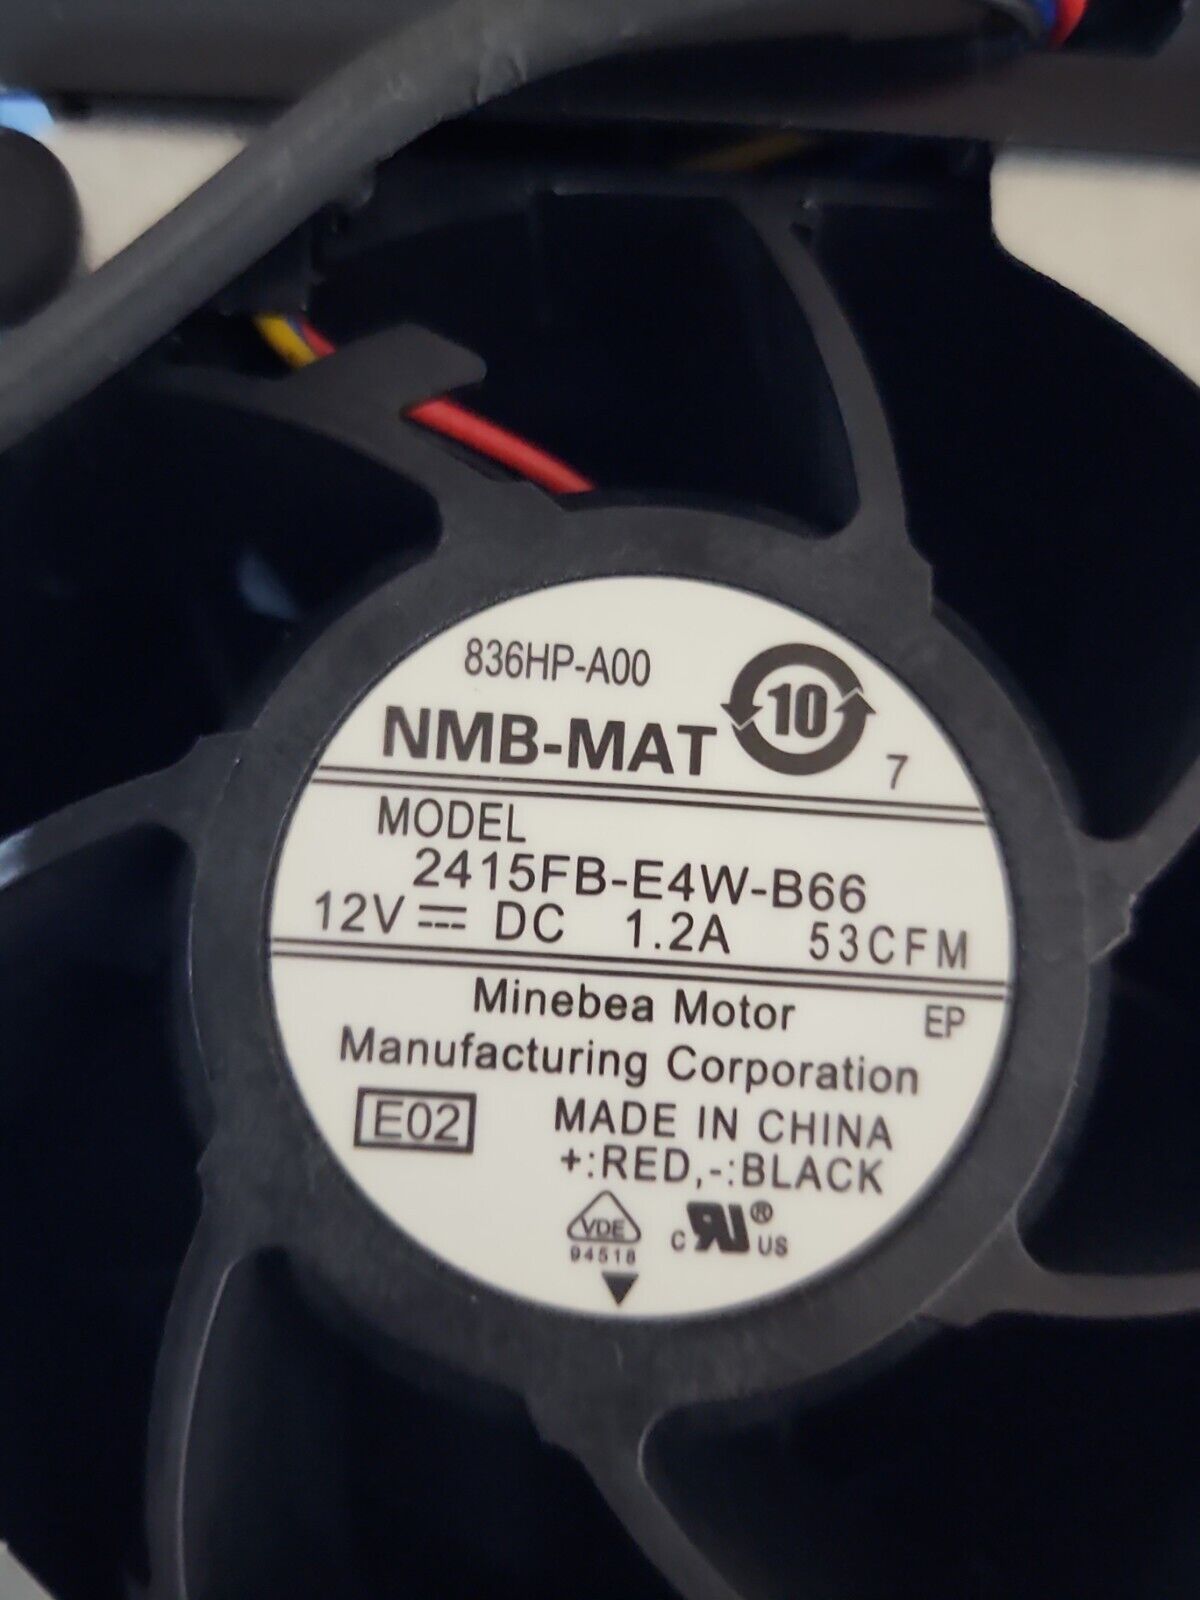 836HP-A00
10
NMB-MAT
7
MODEL
2415FB-E4W-B66
12V⎓DC 1.2A 53CFM
Minebea Motor EP
Manufacturing Corporation
E02
MADE IN CHINA
+:RED,-:BLACK
VDE
94518
c RU® US